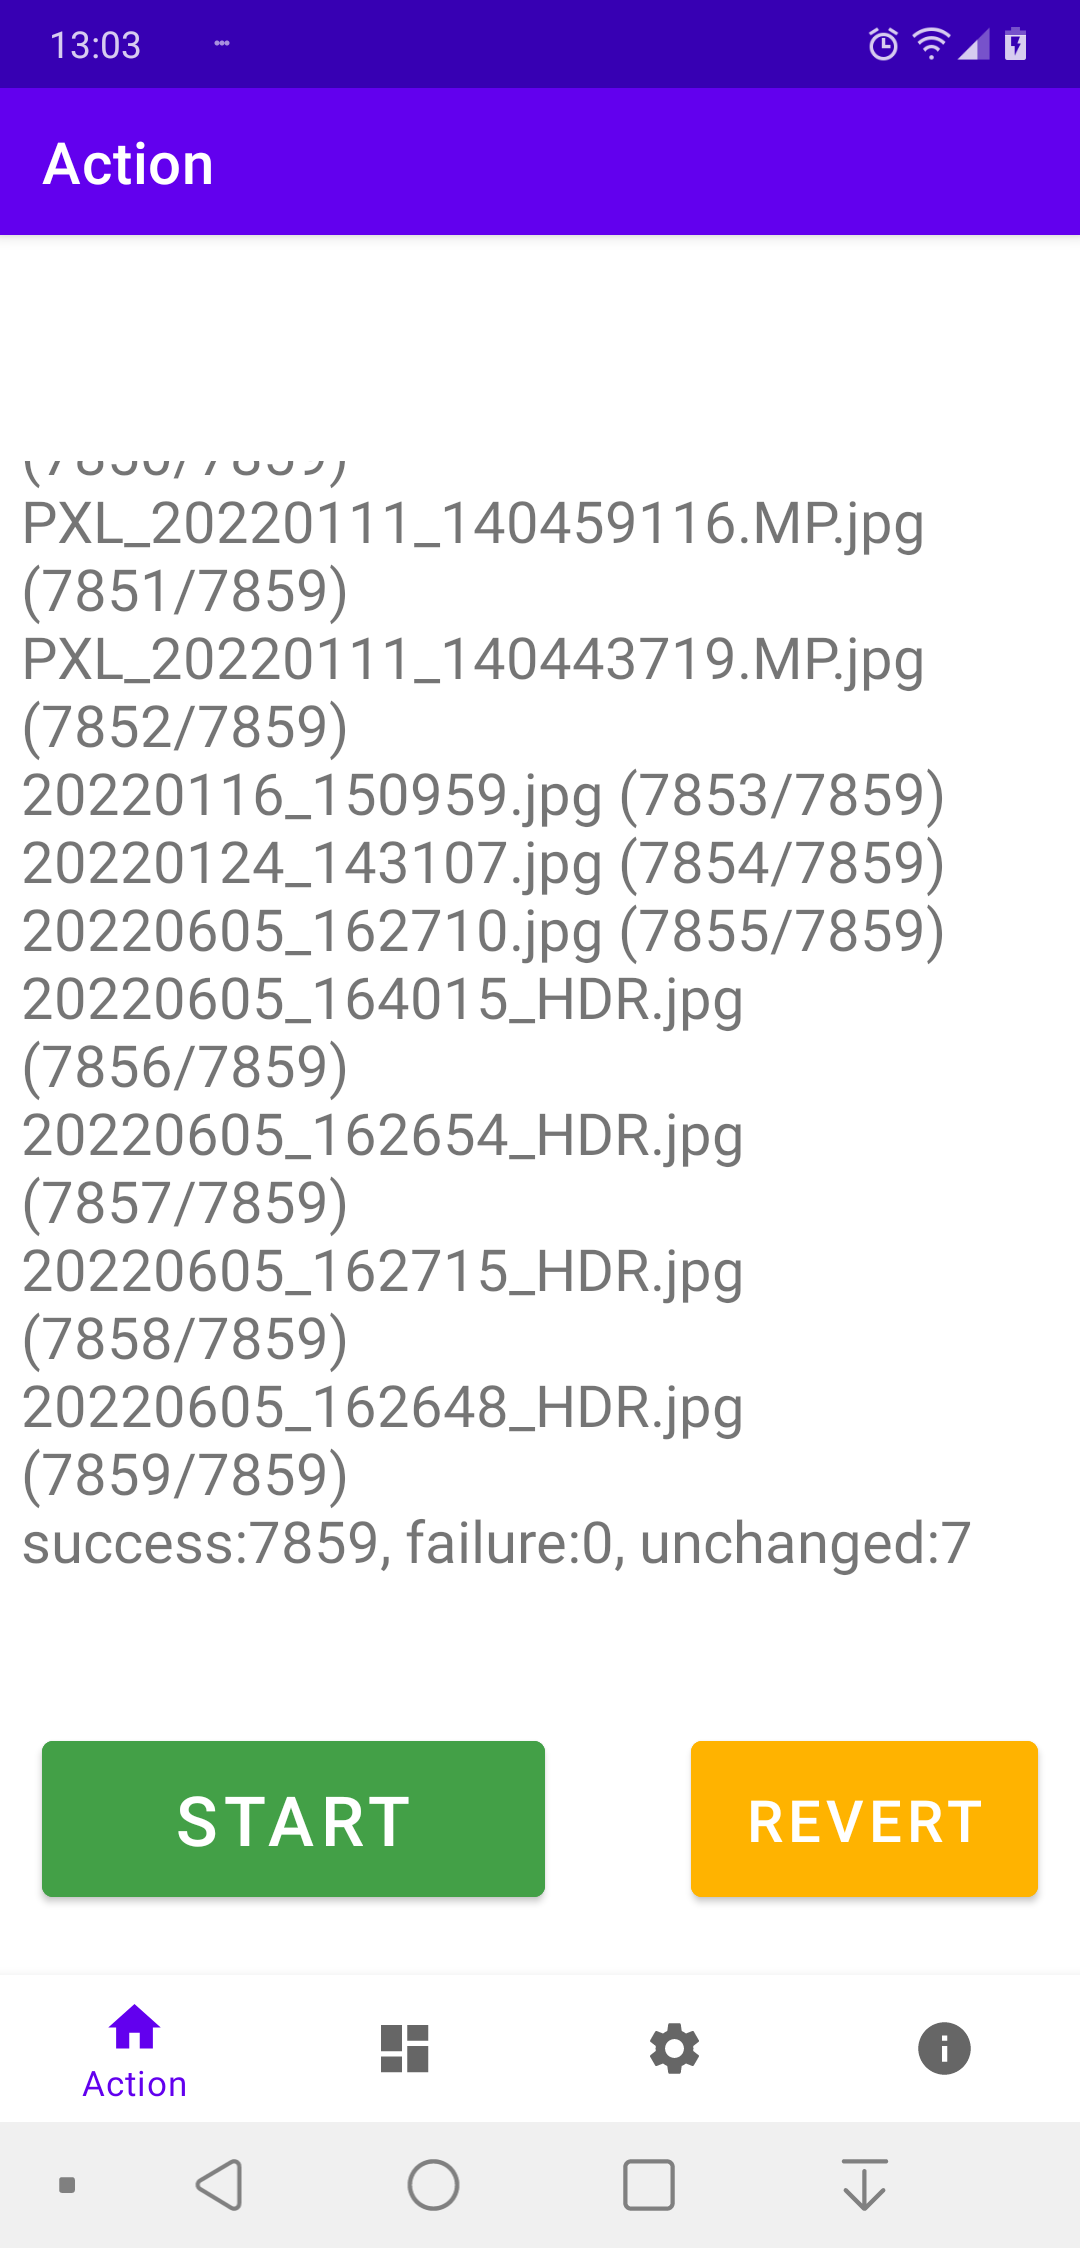 13:03
Action
PXL_20220111_140459116.MP.jpg
(7851/7859)
PXL_20220111_140443719.MP.jpg
(7852/7859)
20220116_150959.jpg (7853/7859)
20220124_143107.jpg (7854/7859)
20220605_162710.jpg (7855/7859)
20220605_164015_HDR.jpg
(7856/7859)
20220605_162654_HDR.jpg
(7857/7859)
20220605_162715_HDR.jpg
(7858/7859)
20220605_162648_HDR.jpg
(7859/7859)
success:7859, failure:0, unchanged:7
START
REVERT
Action